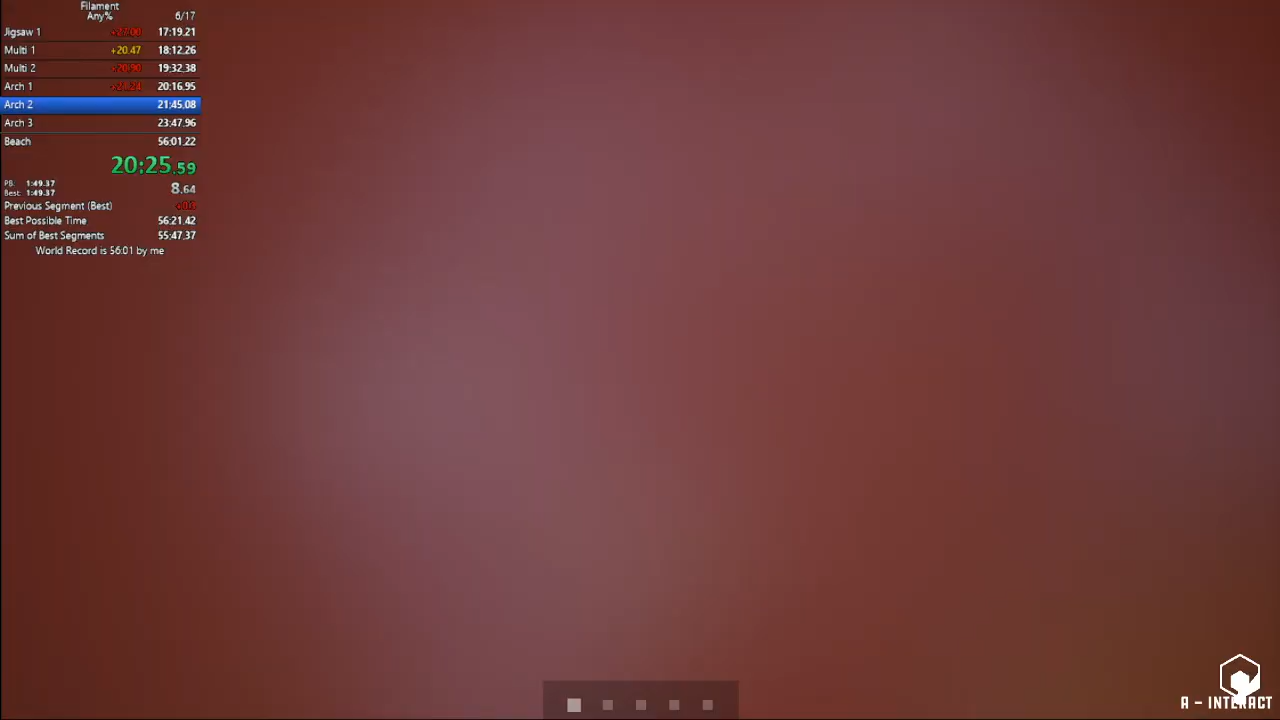 Filament
Any% 6/17
Jigsaw 1 +27.00 17:19.21
Multi 1 +20.47 18:12.26
Multi 2 +20.90 19:32.38
Arch 1 20:16.95
Arch 2 21:45.08
Arch 3 23:47.96
Beach 56:01.22
20:25.59
PB: 1:49.37
Best: 1:49.37
8.64
Previous Segment (Best)
Best Possible Time 56:21.42
Sum of Best Segments 55:47.37
World Record is 56:01 by me
A - INTERACT